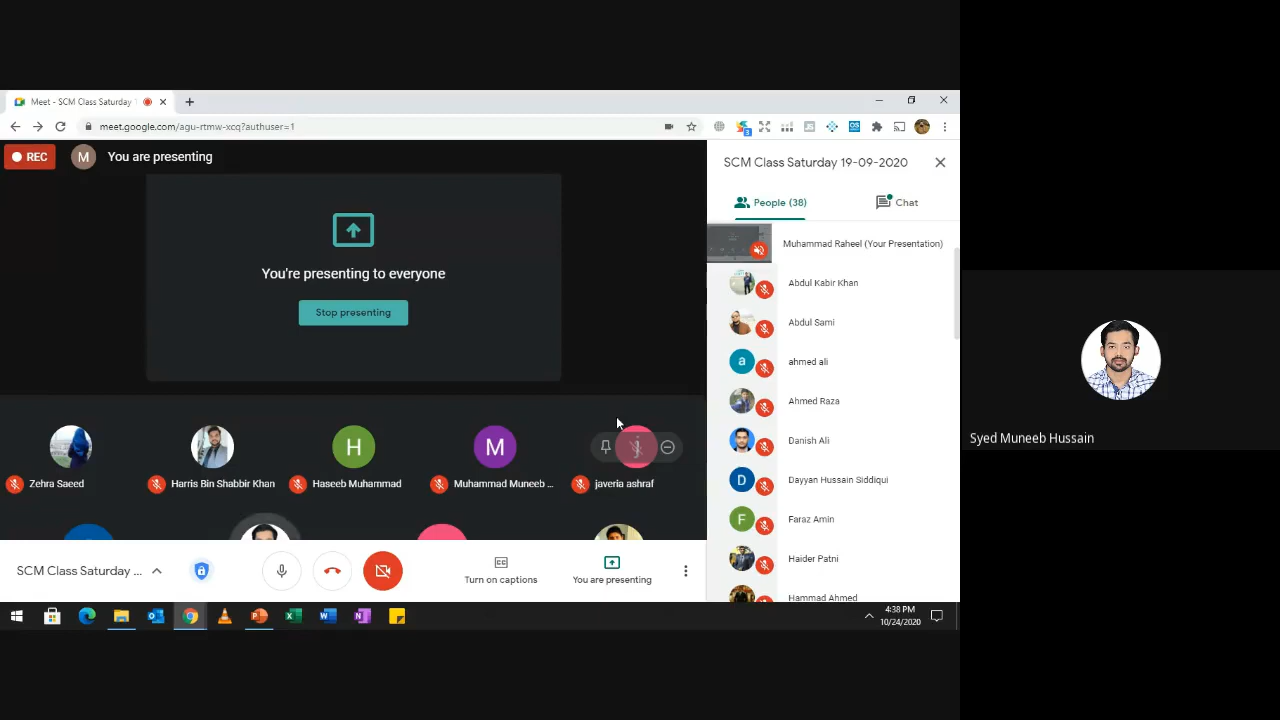 Meet - SCM Class Saturday
meet.google.com/agu-rtmw-xcq?authuser=1
3
OS
REC
M
You are presenting
You're presenting to everyone
Stop presenting
H
M
j
Zehra Saeed
Harris Bin Shabbir Khan
Haseeb Muhammad
Muhammad Muneeb ...
javeria ashraf
SCM Class Saturday ...
Turn on captions
You are presenting
SCM Class Saturday 19-09-2020
People (38)
Chat
Muhammad Raheel (Your Presentation)
Abdul Kabir Khan
Abdul Sami
a
ahmed ali
Ahmed Raza
Danish Ali
D
Dayyan Hussain Siddiqui
F
Faraz Amin
Haider Patni
Hammad Ahmed
4:38 PM
10/24/2020
Syed Muneeb Hussain